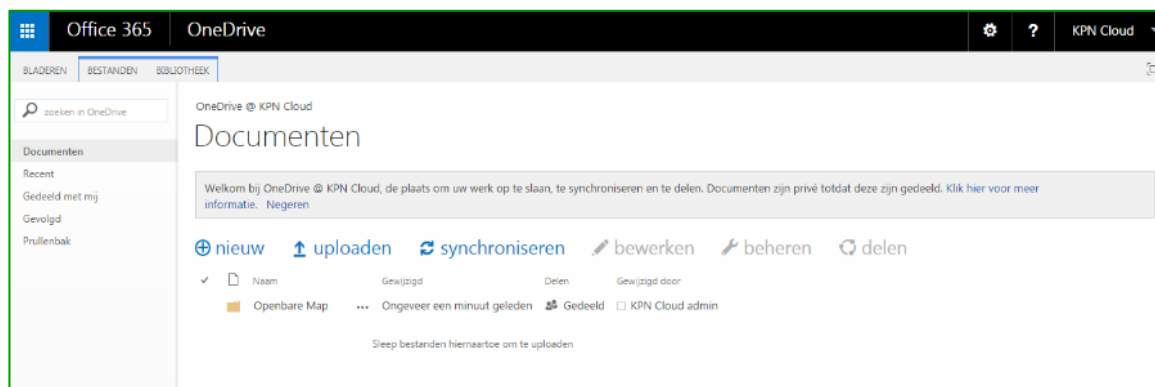 Office 365 OneDrive ? KPN Cloud
BLADEREN BESTANDEN BIBLIOTHEEK
zoeken in OneDrive
Documenten
Recent
Gedeeld met mij
Gevolgd
Prullenbak
OneDrive @ KPN Cloud
Documenten
Welkom bij OneDrive @ KPN Cloud, de plaats om uw werk op te slaan, te synchroniseren en te delen. Documenten zijn privé totdat deze zijn gedeeld. Klik hier voor meer
informatie. Negeren
nieuw uploaden synchroniseren bewerken beheren delen
Naam Gewijzigd Delen Gewijzigd door
Openbare Map ... Ongeveer een minuut geleden Gedeeld KPN Cloud admin
Sleep bestanden hiernaartoe om te uploaden